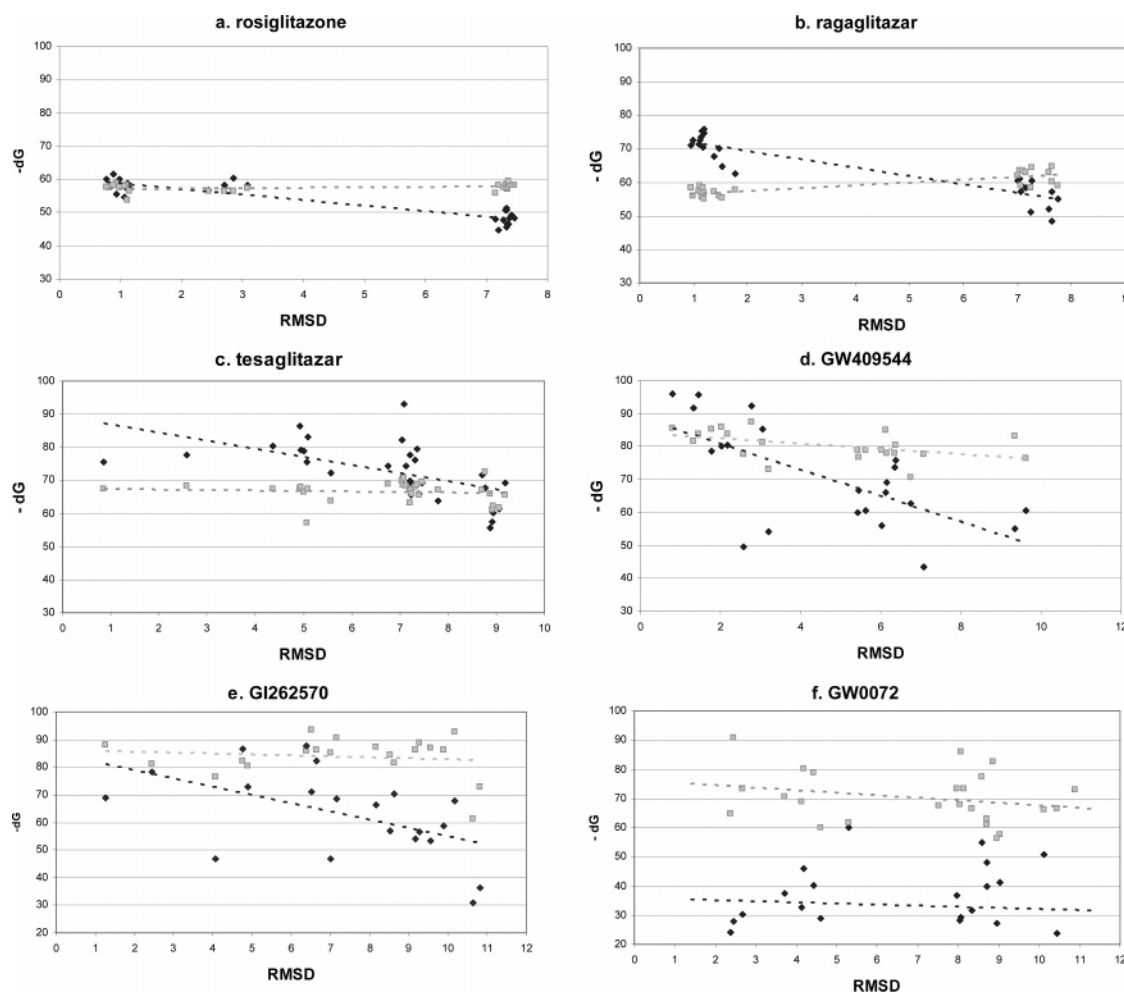 a. rosiglitazone
100
90
80
70
60
50
40
30
-dG
0 1 2 3 4 5 6 7 8
RMSD
b. ragaglitazar
100
90
80
70
60
50
40
30
- dG
0 1 2 3 4 5 6 7 8 9
RMSD
c. tesaglitazar
100
90
80
70
60
50
40
30
- dG
0 1 2 3 4 5 6 7 8 9 10
RMSD
d. GW409544
100
90
80
70
60
50
40
30
- dG
0 2 4 6 8 10 12
RMSD
e. GI262570
100
90
80
70
60
50
40
30
20
-dG
0 1 2 3 4 5 6 7 8 9 10 11 12
RMSD
f. GW0072
100
90
80
70
60
50
40
30
20
- dG
0 1 2 3 4 5 6 7 8 9 10 11 12
RMSD